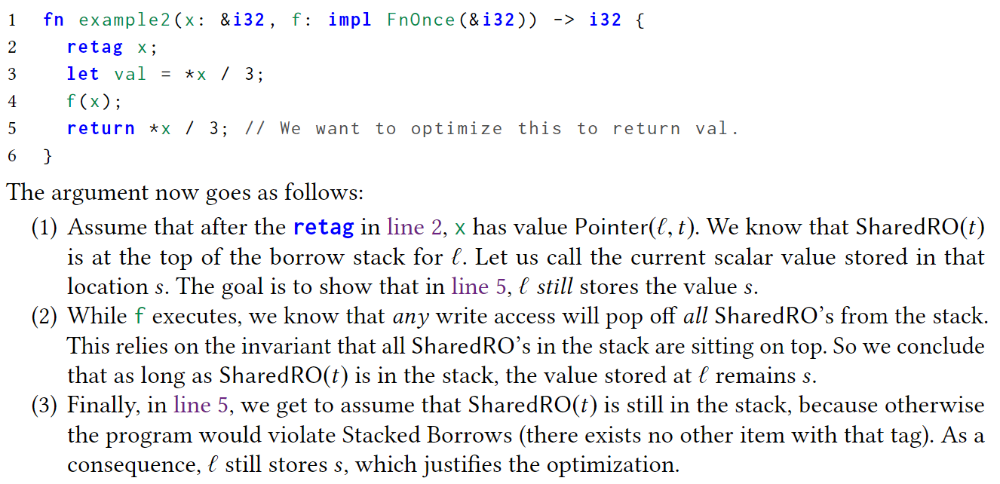 1 fn example2(x: &i32, f: impl FnOnce(&i32)) -> i32 {
2 retag x;
3 let val = *x / 3;
4 f(x);
5 return *x / 3; // We want to optimize this to return val.
6 }
The argument now goes as follows:
(1) Assume that after the retag in line 2, x has value Pointer(ℓ, t). We know that SharedRO(t)
is at the top of the borrow stack for ℓ. Let us call the current scalar value stored in that
location s. The goal is to show that in line 5, ℓ still stores the value s.
(2) While f executes, we know that any write access will pop off all SharedRO’s from the stack.
This relies on the invariant that all SharedRO’s in the stack are sitting on top. So we conclude
that as long as SharedRO(t) is in the stack, the value stored at ℓ remains s.
(3) Finally, in line 5, we get to assume that SharedRO(t) is still in the stack, because otherwise
the program would violate Stacked Borrows (there exists no other item with that tag). As a
consequence, ℓ still stores s, which justifies the optimization.